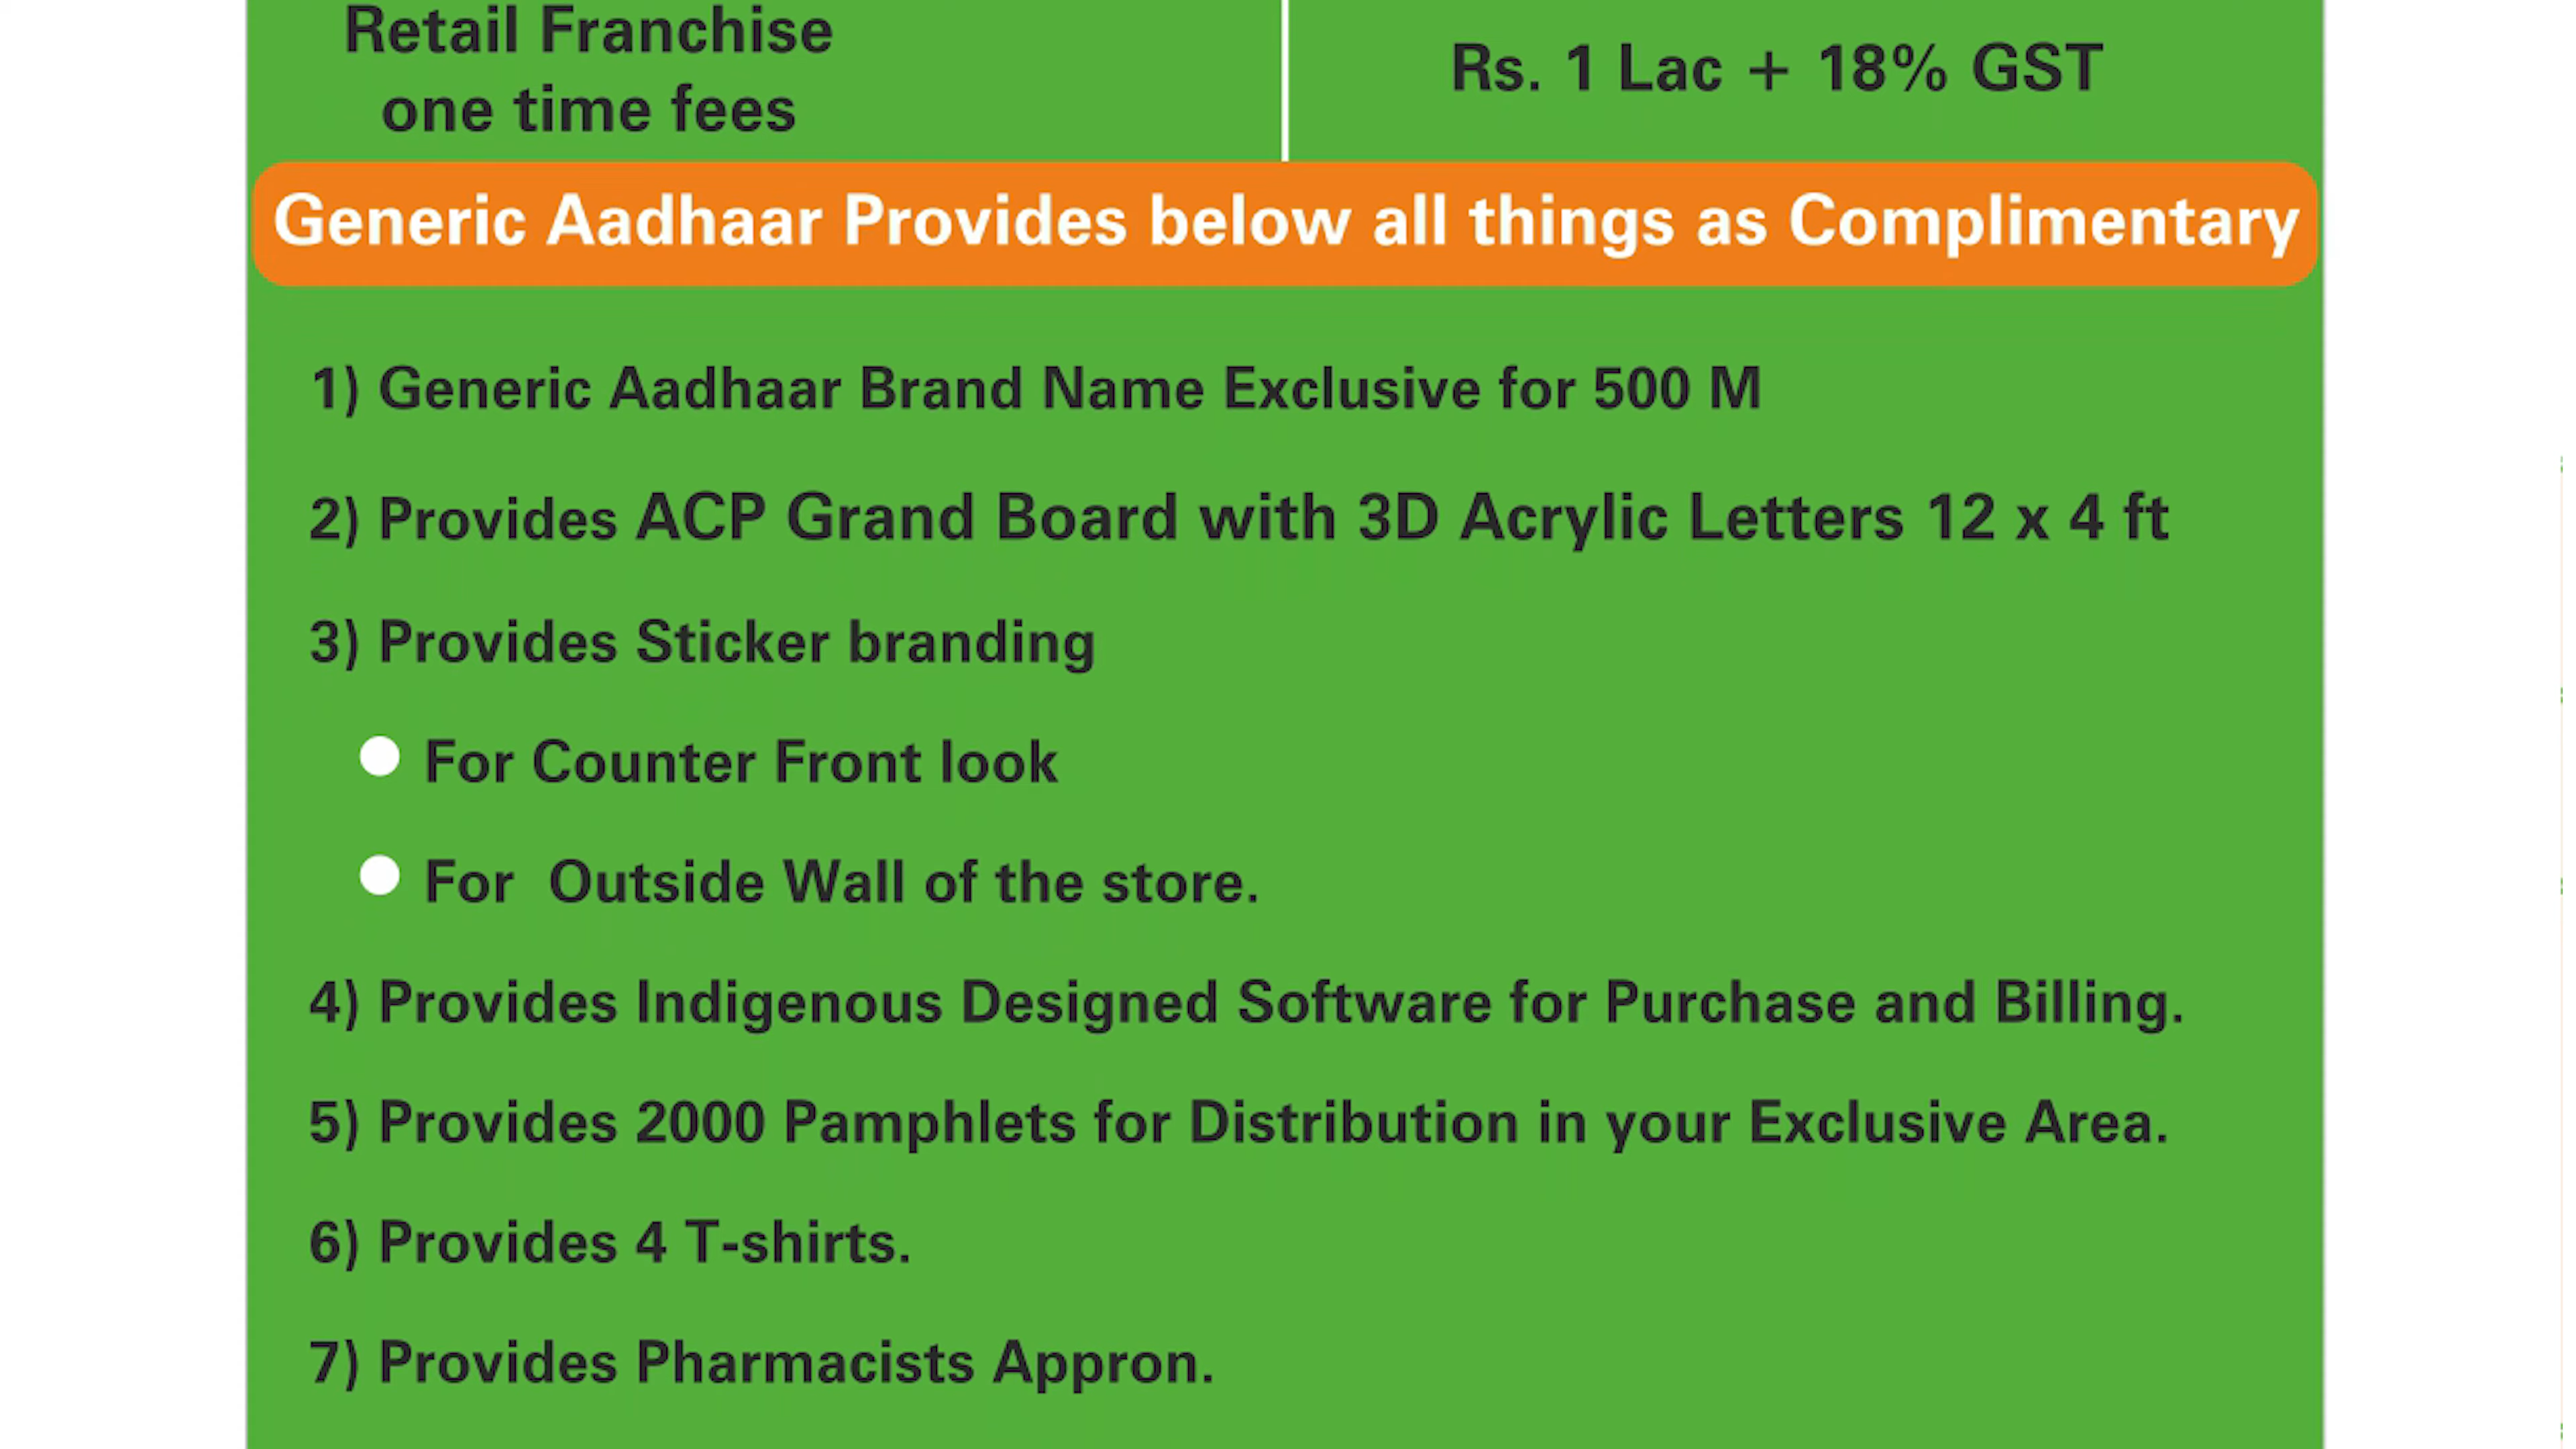 Retail Franchise
one time fees
Rs. 1 Lac + 18% GST
Generic Aadhaar Provides below all things as Complimentary
1) Generic Aadhaar Brand Name Exclusive for 500 M
2) Provides ACP Grand Board with 3D Acrylic Letters 12 x 4 ft
3) Provides Sticker branding
For Counter Front look
For Outside Wall of the store.
4) Provides Indigenous Designed Software for Purchase and Billing.
5) Provides 2000 Pamphlets for Distribution in your Exclusive Area.
6) Provides 4 T-shirts.
7) Provides Pharmacists Appron.